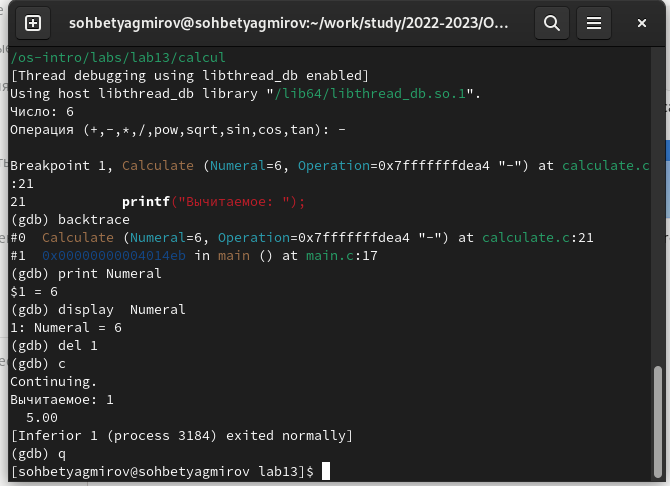 sohbetyagmirov@sohbetyagmirov:~/work/study/2022-2023/O...
/os-intro/labs/lab13/calcul
[Thread debugging using libthread_db enabled]
Using host libthread_db library "/lib64/libthread_db.so.1".
Число: 6
Операция (+,-,*,/,pow,sqrt,sin,cos,tan): -
Breakpoint 1, Calculate (Numeral=6, Operation=0x7fffffffdea4 "-") at calculate.c
:21
21 printf("Вычитаемое: ");
(gdb) backtrace
#0 Calculate (Numeral=6, Operation=0x7fffffffdea4 "-") at calculate.c:21
#1 0x00000000004014eb in main () at main.c:17
(gdb) print Numeral
$1 = 6
(gdb) display  Numeral
1: Numeral = 6
(gdb) del 1
(gdb) c
Continuing.
Вычитаемое: 1
5.00
[Inferior 1 (process 3184) exited normally]
(gdb) q
[sohbetyagmirov@sohbetyagmirov lab13]$